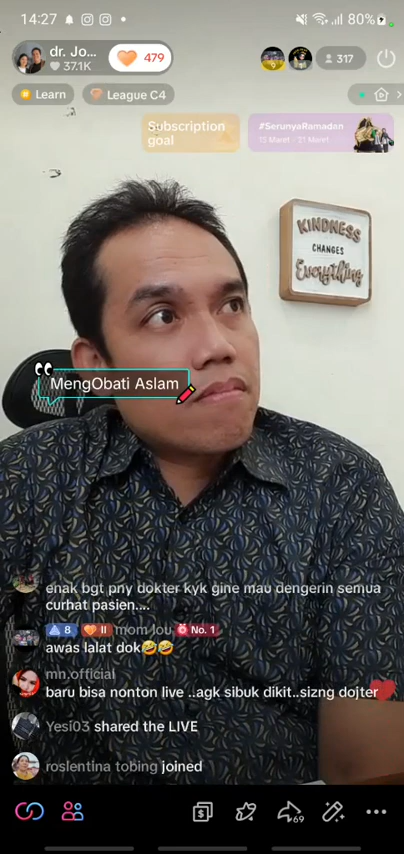 14:27
80%
dr. Jo...
37.1K
479
317
Learn
League C4
Subscription
goal
#SerunyaRamadan
13 Maret - 31 Maret
KINDNESS
CHANGES
Everything
MengObati Aslam
enak bgt pny dokter kyk gine mau dengerin semua
curhat pasien....
8 II mom lou No. 1
awas lalat dok🤣🤣
mn.official
baru bisa nonton live ..agk sibuk dikit..sizng dojter
Yesi03 shared the LIVE
roslentina tobing joined
69